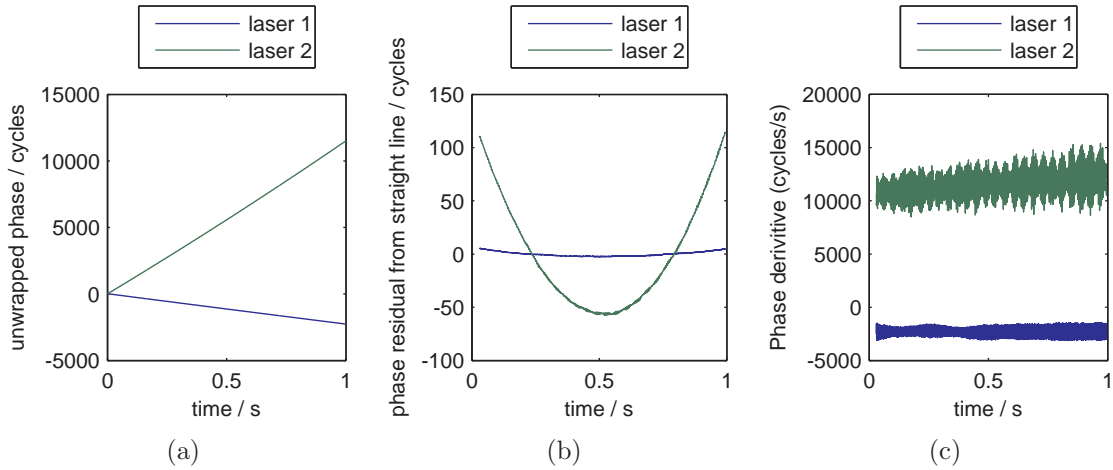 laser 1
laser 2
unwrapped phase / cycles
15000
10000
5000
0
-5000
0
0.5
1
time / s
(a)
laser 1
laser 2
phase residual from straight line / cycles
150
100
50
0
-50
-100
0
0.5
1
time / s
(b)
laser 1
laser 2
Phase derivitive (cycles/s)
20000
15000
10000
5000
0
-5000
0
0.5
1
time / s
(c)